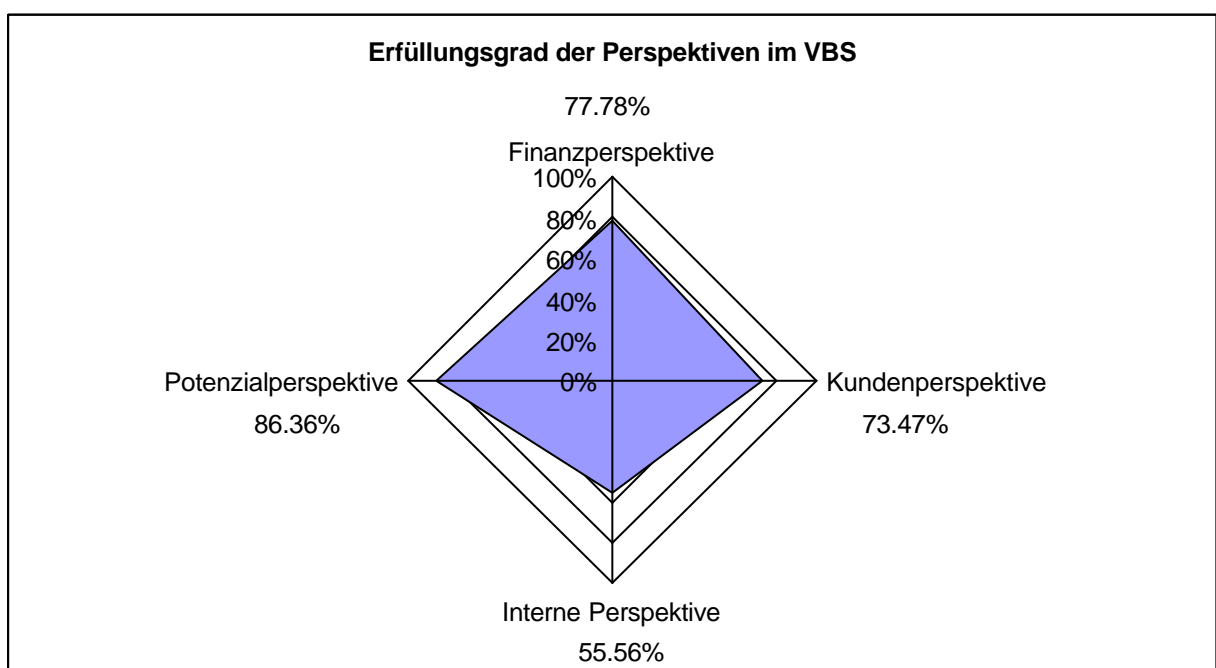 Erfüllungsgrad der Perspektiven im VBS
77.78%
Finanzperspektive
100%
80%
60%
40%
20%
0%
Potenzialperspektive
86.36%
Kundenperspektive
73.47%
Interne Perspektive
55.56%